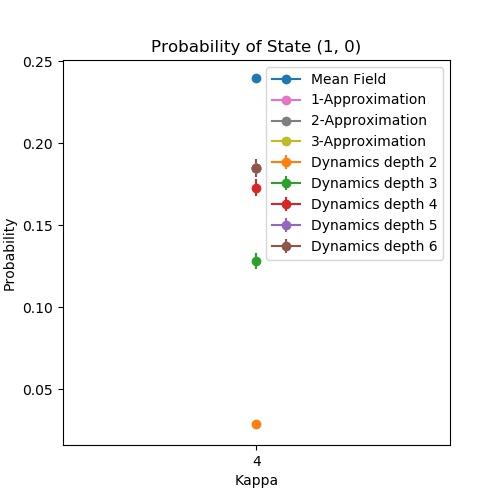 Probability of State (1, 0)
0.25
0.20
0.15
0.10
0.05
Probability
Mean Field
1-Approximation
2-Approximation
3-Approximation
Dynamics depth 2
Dynamics depth 3
Dynamics depth 4
Dynamics depth 5
Dynamics depth 6
4
Kappa